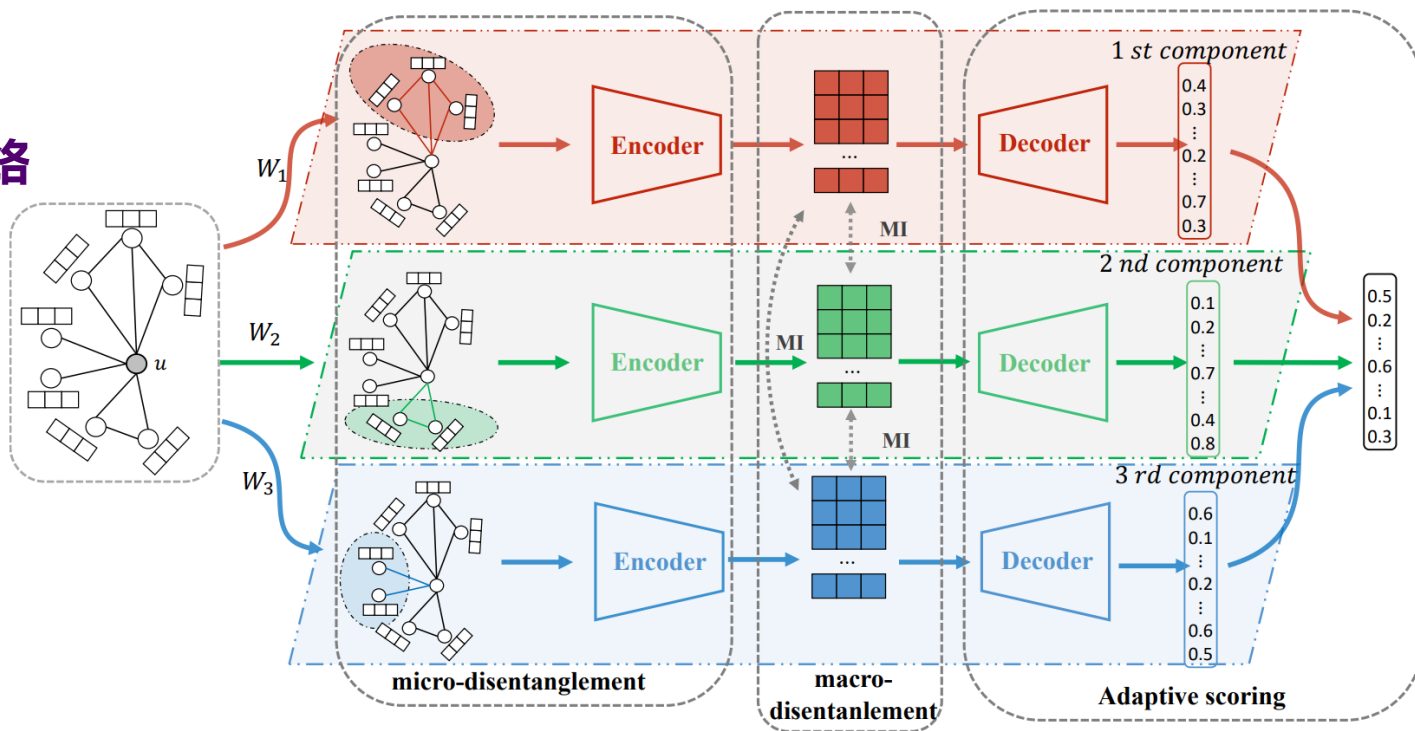 络
u
W1
W2
W3
Encoder
Encoder
Encoder
...
...
...
MI
MI
MI
Decoder
Decoder
Decoder
1 st component
0.4
0.3
⋮
0.2
⋮
0.7
0.3
2 nd component
0.1
0.2
⋮
0.7
⋮
0.4
0.8
3 rd component
0.6
0.1
⋮
0.2
⋮
0.6
0.5
0.5
0.2
⋮
0.6
⋮
0.1
0.3
micro-disentanglement
macro-
disentanlement
Adaptive scoring